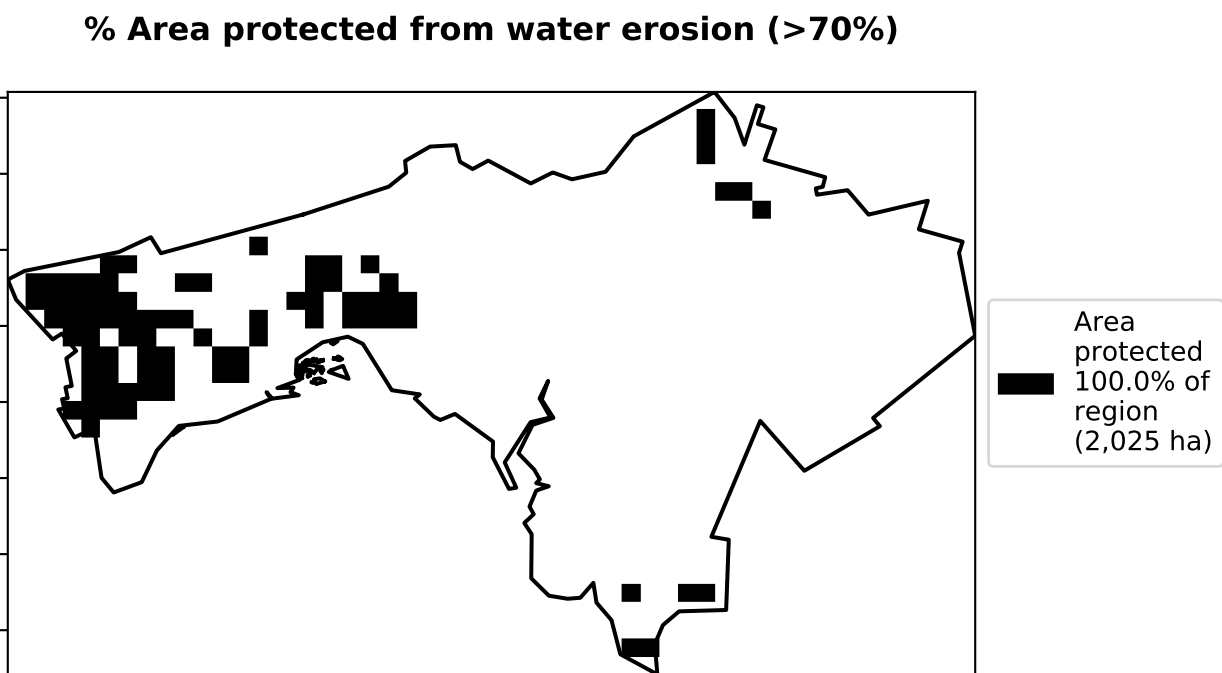 % Area protected from water erosion (>70%)
Area
protected
100.0% of
region
(2,025 ha)